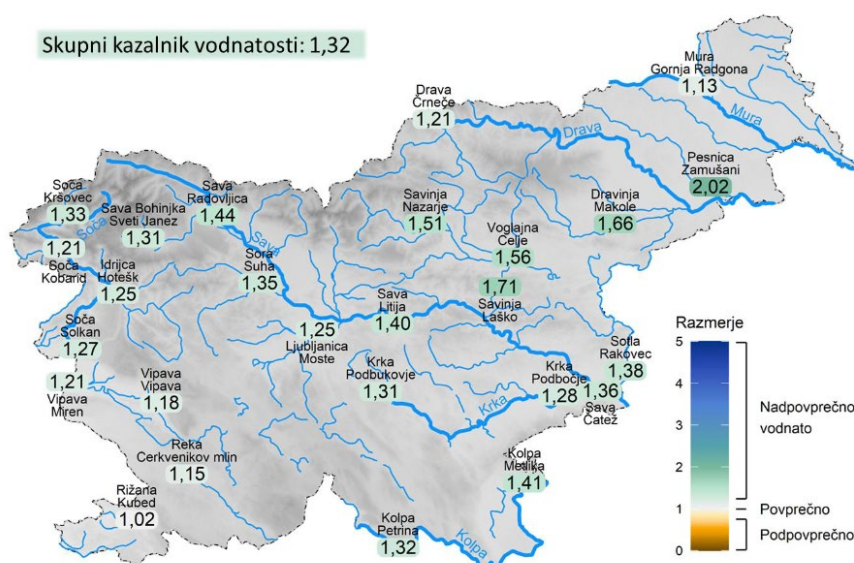 Skupni kazalnik vodnatosti: 1,32
Mura
Gornja Radgona
1,13
Mura
Drava
Črneče
1,21
Drava
Pesnica
Zamušani
2,02
Soča
Kršovec
1,33
Soča
Sava Bohinjka
Sveti Janez
1,31
Sava
Radovljica
1,44
Savinja
Nazarje
1,51
Dravinja
Makole
1,66
Voglajna
Celje
1,56
1,21
Soča
Kobarid
Idrijca
Hotešk
1,25
Sora
Suha
1,35
Sava
1,71
Savinja
Laško
Sava
Litija
1,40
1,25
Ljubljanica
Moste
Soča
Solkan
1,27
1,21
Vipava
Miren
Vipava
Vipava
1,18
Krka
Podbukovje
1,31
Krka
Krka
Podbočje
1,28
1,36
Sava
Čatež
Sotla
Rakovec
1,38
Reka
Cerkvenikov mlin
1,15
Rižana
Kubed
1,02
Kolpa
Metlika
1,41
Kolpa
Petrina
1,32
Kolpa
Razmerje
5
4
3
2
1
0
Nadpovprečno
vodnato
Povprečno
Podpovprečno